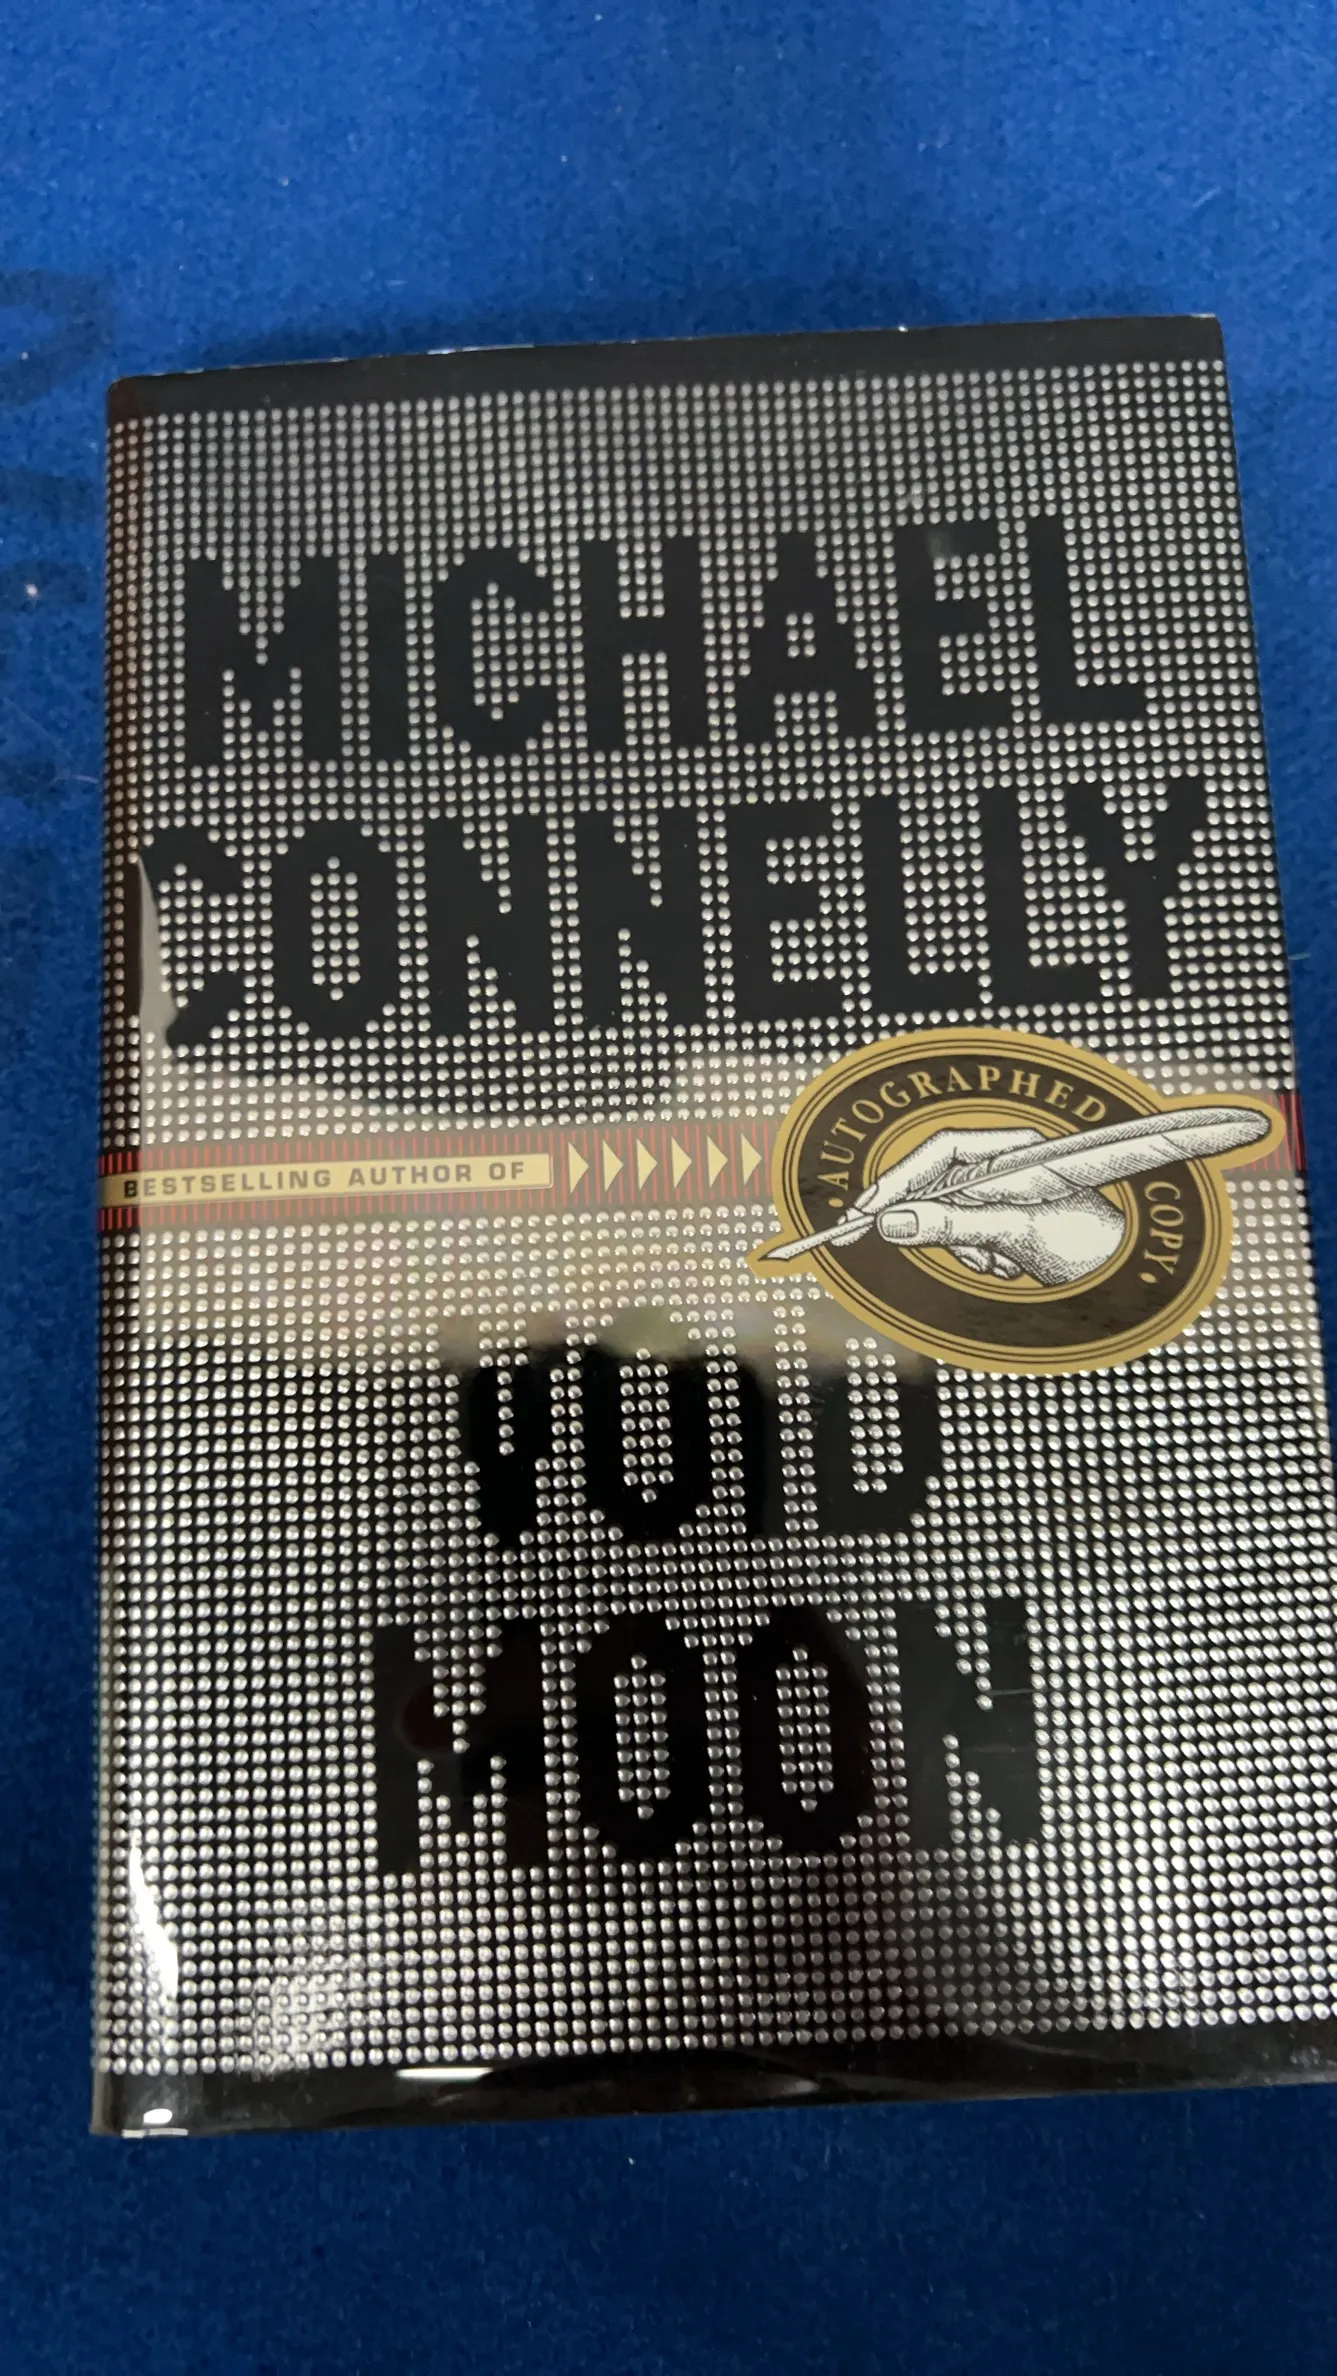 MICHAEL
CONNELLY
AUTOGRAPHED COPY
BESTSELLING AUTHOR OF
VOID
MOON